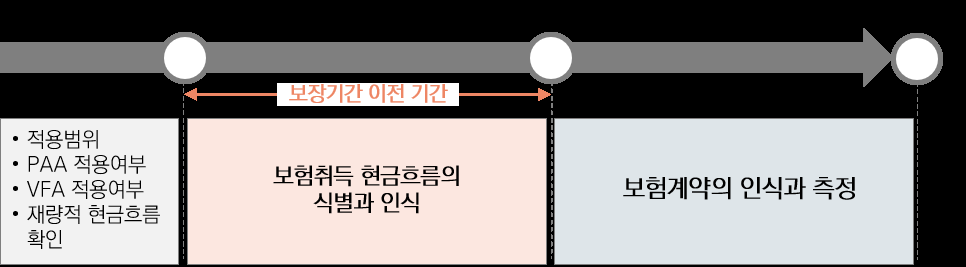 보장기간 이전 기간
• 적용범위
• PAA 적용여부
• VFA 적용여부
• 재량적 현금흐름
확인
보험취득 현금흐름의
식별과 인식
보험계약의 인식과 측정